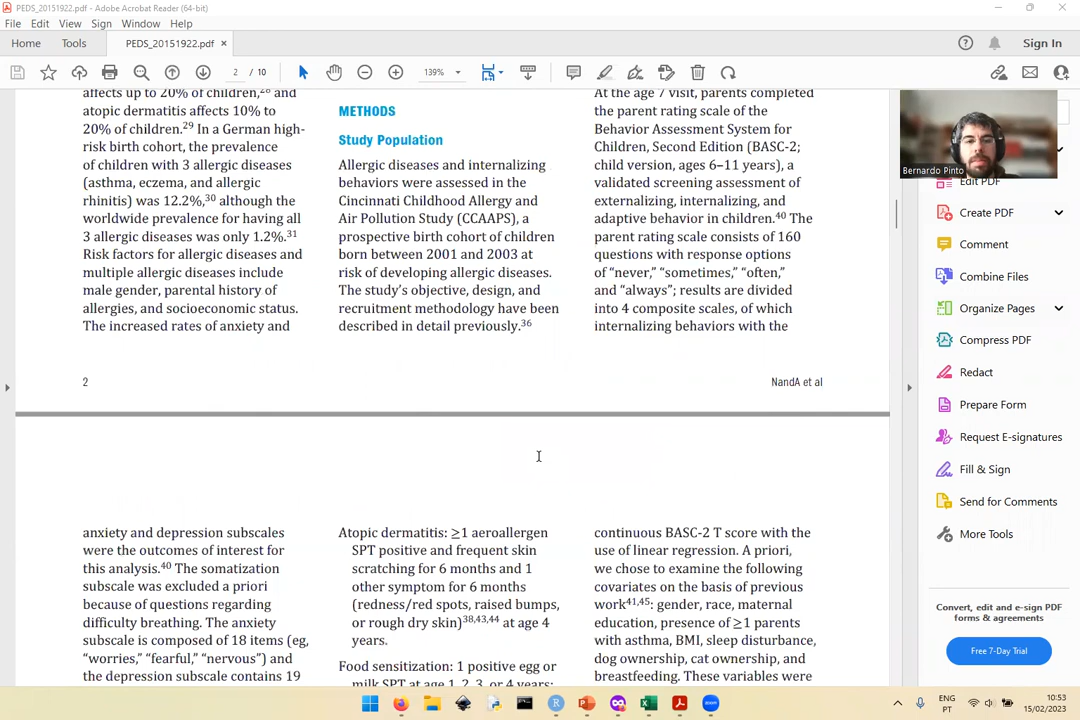 PEDS_20151922.pdf - Adobe Acrobat Reader (64-bit)
File Edit View Sign Window Help
Home Tools PEDS_20151922.pdf × Sign In
2 / 10 139%
affects up to 20% of children,28 and
atopic dermatitis affects 10% to
20% of children.29 In a German high-
risk birth cohort, the prevalence
of children with 3 allergic diseases
(asthma, eczema, and allergic
rhinitis) was 12.2%,30 although the
worldwide prevalence for having all
3 allergic diseases was only 1.2%.31
Risk factors for allergic diseases and
multiple allergic diseases include
male gender, parental history of
allergies, and socioeconomic status.
The increased rates of anxiety and
METHODS
Study Population
Allergic diseases and internalizing
behaviors were assessed in the
Cincinnati Childhood Allergy and
Air Pollution Study (CCAAPS), a
prospective birth cohort of children
born between 2001 and 2003 at
risk of developing allergic diseases.
The study's objective, design, and
recruitment methodology have been
described in detail previously.36
At the age 7 visit, parents completed
the parent rating scale of the
Behavior Assessment System for
Children, Second Edition (BASC-2;
child version, ages 6–11 years), a
validated screening assessment of
externalizing, internalizing, and
adaptive behavior in children.40 The
parent rating scale consists of 160
questions with response options
of “never,” “sometimes,” “often,”
and “always”; results are divided
into 4 composite scales, of which
internalizing behaviors with the
2
NandA et al
anxiety and depression subscales
were the outcomes of interest for
this analysis.40 The somatization
subscale was excluded a priori
because of questions regarding
difficulty breathing. The anxiety
subscale is composed of 18 items (eg,
“worries,” “fearful,” “nervous”) and
the depression subscale contains 19
Atopic dermatitis: ≥1 aeroallergen
SPT positive and frequent skin
scratching for 6 months and 1
other symptom for 6 months
(redness/red spots, raised bumps,
or rough dry skin)38,43,44 at age 4
years.
Food sensitization: 1 positive egg or
milk SPT at age 1, 2, 3, or 4 years;
continuous BASC-2 T score with the
use of linear regression. A priori,
we chose to examine the following
covariates on the basis of previous
work41,45: gender, race, maternal
education, presence of ≥1 parents
with asthma, BMI, sleep disturbance,
dog ownership, cat ownership, and
breastfeeding. These variables were
Bernardo Pinto
Edit PDF
Create PDF
Comment
Combine Files
Organize Pages
Compress PDF
Redact
Prepare Form
Request E-signatures
Fill & Sign
Send for Comments
More Tools
Convert, edit and e-sign PDF
forms & agreements
Free 7-Day Trial
ENG
PT
10:53
15/02/2023